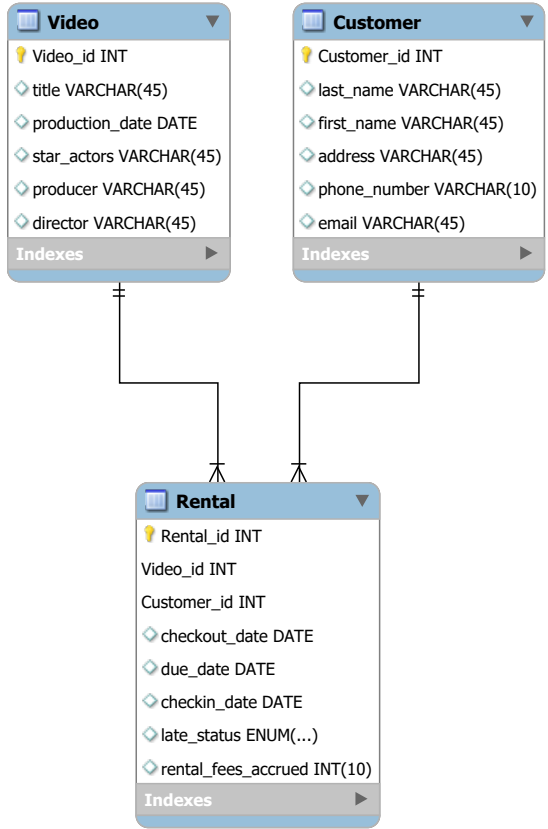 Video
Video_id INT
title VARCHAR(45)
production_date DATE
star_actors VARCHAR(45)
producer VARCHAR(45)
director VARCHAR(45)
Indexes
Customer
Customer_id INT
last_name VARCHAR(45)
first_name VARCHAR(45)
address VARCHAR(45)
phone_number VARCHAR(10)
email VARCHAR(45)
Indexes
Rental
Rental_id INT
Video_id INT
Customer_id INT
checkout_date DATE
due_date DATE
checkin_date DATE
late_status ENUM(...)
rental_fees_accrued INT(10)
Indexes